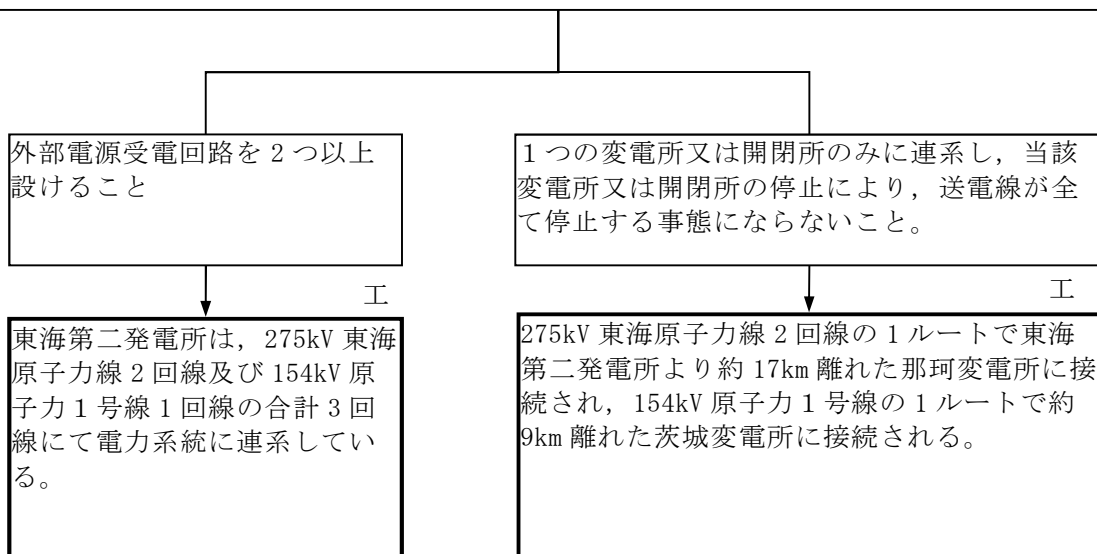 外部電源受電回路を２つ以上
設けること
１つの変電所又は開閉所のみに連系し，当該
変電所又は開閉所の停止により，送電線が全
て停止する事態にならないこと。
工
工
東海第二発電所は，275kV 東海
原子力線２回線及び 154kV 原
子力１号線１回線の合計３回
線にて電力系統に連系してい
る。
275kV 東海原子力線２回線の１ルートで東海
第二発電所より約 17km 離れた那珂変電所に接
続され，154kV 原子力１号線の１ルートで約
9km 離れた茨城変電所に接続される。